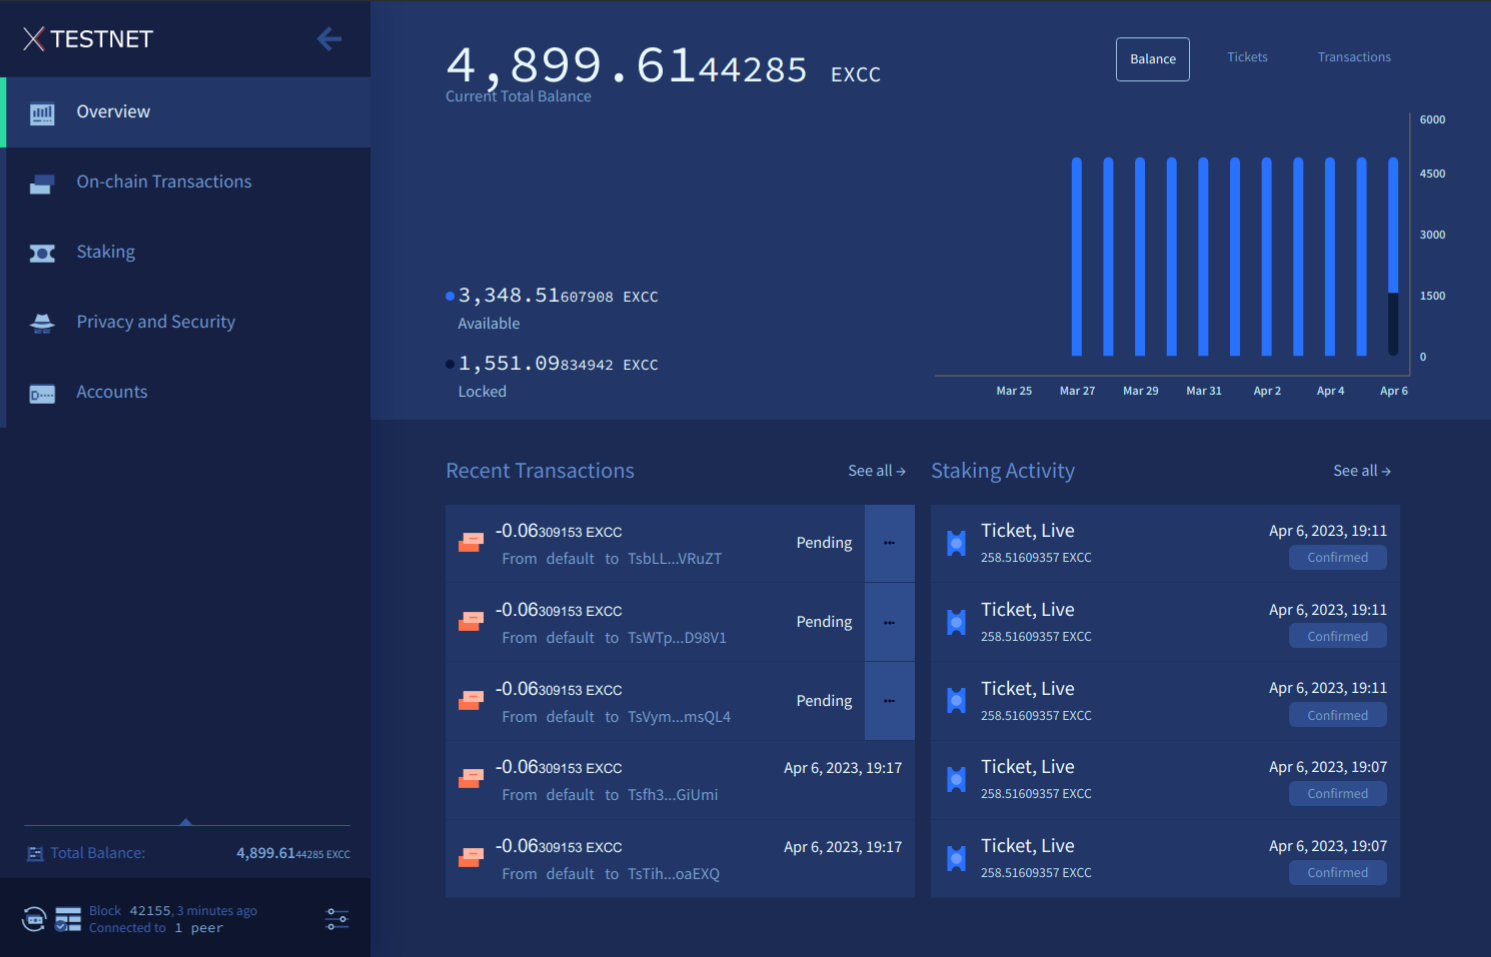 TESTNET
Overview
On-chain Transactions
Staking
Privacy and Security
Accounts
Total Balance: 4,899.6144285 EXCC
Block 42155, 3 minutes ago
Connected to 1 peer
4,899.6144285 EXCC
Current Total Balance
3,348.51607908 EXCC
Available
1,551.09834942 EXCC
Locked
Balance Tickets Transactions
6000
4500
3000
1500
0
Mar 25 Mar 27 Mar 29 Mar 31 Apr 2 Apr 4 Apr 6
Recent Transactions See all →
-0.06309153 EXCC Pending ···
From default to TsbLL...VRuZT
-0.06309153 EXCC Pending ···
From default to TsWTp...D98V1
-0.06309153 EXCC Pending ···
From default to TsVym...msQL4
-0.06309153 EXCC Apr 6, 2023, 19:17
From default to Tsfh3...GiUmi
-0.06309153 EXCC Apr 6, 2023, 19:17
From default to TsTih...oaEXQ
Staking Activity See all →
Ticket, Live Apr 6, 2023, 19:11
258.51609357 EXCC Confirmed
Ticket, Live Apr 6, 2023, 19:11
258.51609357 EXCC Confirmed
Ticket, Live Apr 6, 2023, 19:11
258.51609357 EXCC Confirmed
Ticket, Live Apr 6, 2023, 19:07
258.51609357 EXCC Confirmed
Ticket, Live Apr 6, 2023, 19:07
258.51609357 EXCC Confirmed